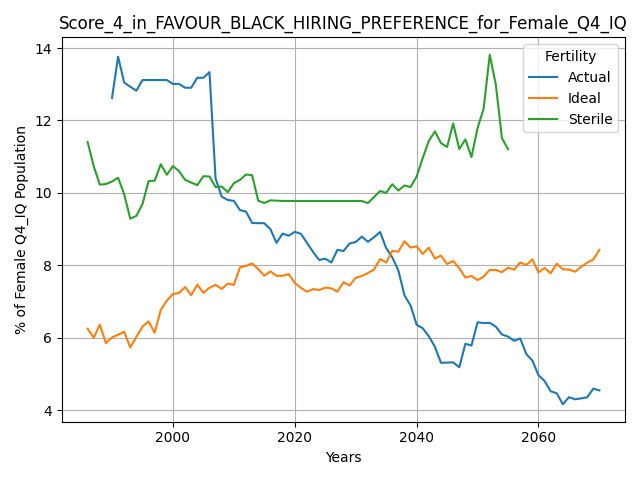 Score_4_in_FAVOUR_BLACK_HIRING_PREFERENCE_for_Female_Q4_IQ
14
12
10
8
6
4
% of Female Q4_IQ Population
Fertility
Actual
Ideal
Sterile
2000
2020
2040
2060
Years